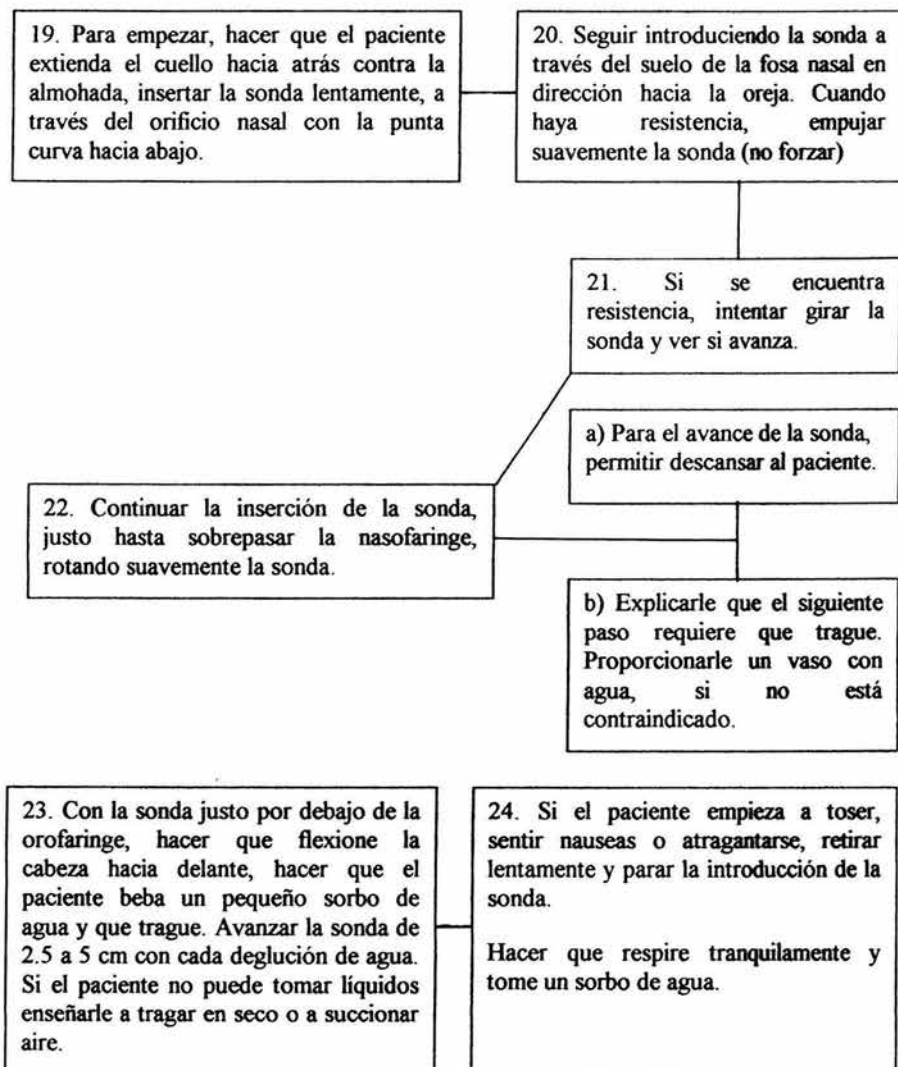 19. Para empezar, hacer que el paciente
extienda el cuello hacia atrás contra la
almohada, insertar la sonda lentamente, a
través del orificio nasal con la punta
curva hacia abajo.
20. Seguir introduciendo la sonda a
través del suelo de la fosa nasal en
dirección hacia la oreja. Cuando
haya resistencia, empujar
suavemente la sonda (no forzar)
21. Si se encuentra
resistencia, intentar girar la
sonda y ver si avanza.
a) Para el avance de la sonda,
permitir descansar al paciente.
22. Continuar la inserción de la sonda,
justo hasta sobrepasar la nasofaringe,
rotando suavemente la sonda.
b) Explicarle que el siguiente
paso requiere que trague.
Proporcionarle un vaso con
agua, si no está
contraindicado.
23. Con la sonda justo por debajo de la
orofaringe, hacer que flexione la
cabeza hacia delante, hacer que el
paciente beba un pequeño sorbo de
agua y que trague. Avanzar la sonda de
2.5 a 5 cm con cada deglución de agua.
Si el paciente no puede tomar líquidos
enseñarle a tragar en seco o a succionar
aire.
24. Si el paciente empieza a toser,
sentir nauseas o atragantarse, retirar
lentamente y parar la introducción de la
sonda.
Hacer que respire tranquilamente y
tome un sorbo de agua.